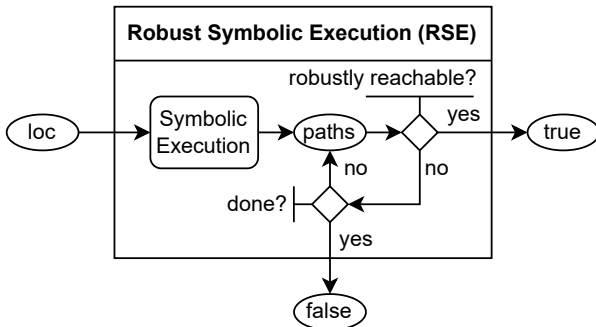 Robust Symbolic Execution (RSE)
robustly reachable?
loc
Symbolic
Execution
paths
yes
true
no
no
done?
yes
false